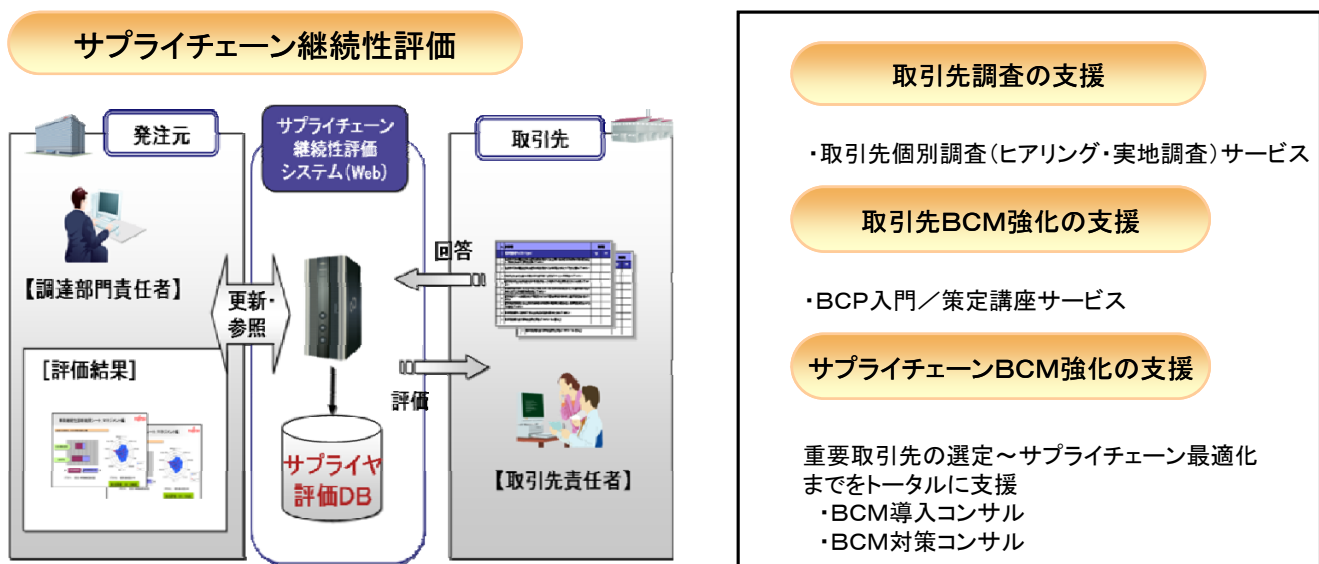 サプライチェーン継続性評価
発注元
【調達部門責任者】
[評価結果]
更新・
参照
サプライチェーン
継続性評価
システム(Web)
サプライヤ
評価DB
取引先
回答
評価
【取引先責任者】
取引先調査の支援
・取引先個別調査(ヒアリング・実地調査)サービス
取引先BCM強化の支援
・BCP入門／策定講座サービス
サプライチェーンBCM強化の支援
重要取引先の選定～サプライチェーン最適化
までをトータルに支援
・BCM導入コンサル
・BCM対策コンサル